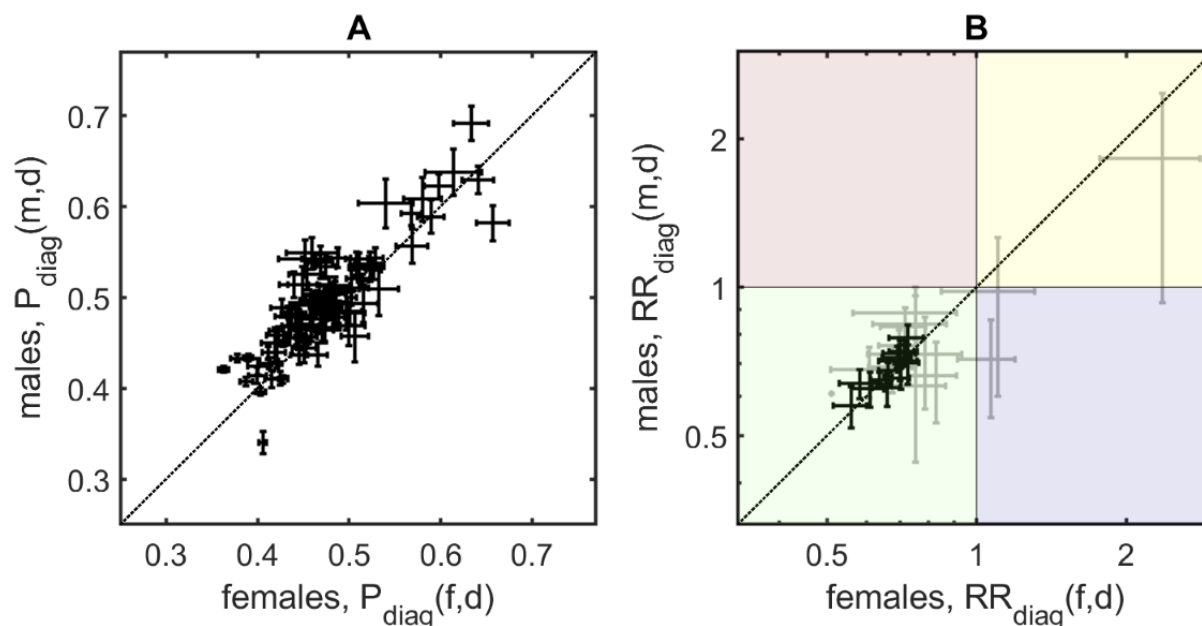 A
0.7
0.6
0.5
0.4
0.3
males, P_diag(m,d)
0.3 0.4 0.5 0.6 0.7
females, P_diag(f,d)
B
2
1
0.5
males, RR_diag(m,d)
0.5 1 2
females, RR_diag(f,d)